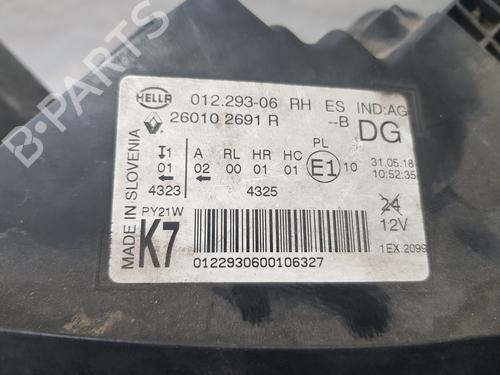 B-PARTS
HELLA 012.293-06 RH ES IND:AG
26010 2691 R --B DG
PL
1 A RL HR HC E1 10 31.05.18
01 02 00 01 01 10:52:35
4323 4325
PY21W 24
K7 12V
1EX.2099
0122930600106327
MADE IN SLOVENIA